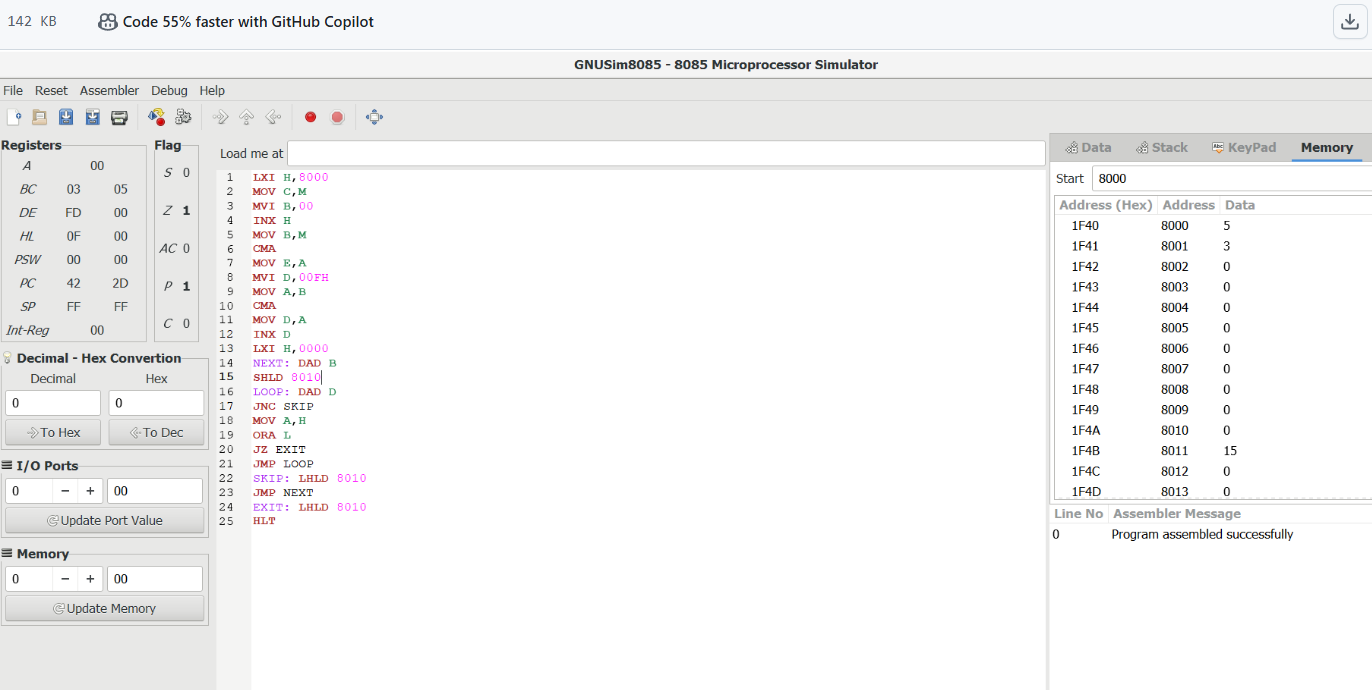 142 KB Code 55% faster with GitHub Copilot
GNUSim8085 - 8085 Microprocessor Simulator
File Reset Assembler Debug Help
Registers
A 00
BC 03 05
DE FD 00
HL 0F 00
PSW 00 00
PC 42 2D
SP FF FF
Int-Reg 00
Flag
S 0
Z 1
AC 0
P 1
C 0
Decimal - Hex Convertion
Decimal Hex
0 0
To Hex To Dec
I/O Ports
0 − + 00
Update Port Value
Memory
0 − + 00
Update Memory
Load me at
1 LXI H,8000
2 MOV C,M
3 MVI B,00
4 INX H
5 MOV B,M
6 CMA
7 MOV E,A
8 MVI D,00FH
9 MOV A,B
10 CMA
11 MOV D,A
12 INX D
13 LXI H,0000
14 NEXT: DAD B
15 SHLD 8010
16 LOOP: DAD D
17 JNC SKIP
18 MOV A,H
19 ORA L
20 JZ EXIT
21 JMP LOOP
22 SKIP: LHLD 8010
23 JMP NEXT
24 EXIT: LHLD 8010
25 HLT
Data Stack KeyPad Memory
Start 8000
Address (Hex) Address Data
1F40 8000 5
1F41 8001 3
1F42 8002 0
1F43 8003 0
1F44 8004 0
1F45 8005 0
1F46 8006 0
1F47 8007 0
1F48 8008 0
1F49 8009 0
1F4A 8010 0
1F4B 8011 15
1F4C 8012 0
1F4D 8013 0
Line No Assembler Message
0 Program assembled successfully